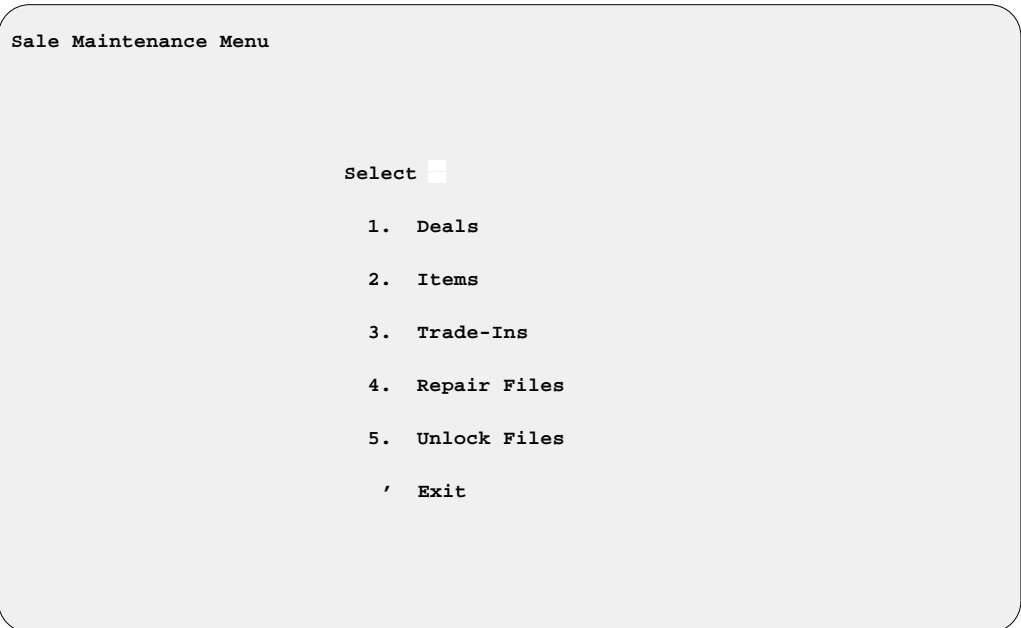 Sale Maintenance Menu
Select
1. Deals
2. Items
3. Trade-Ins
4. Repair Files
5. Unlock Files
′ Exit